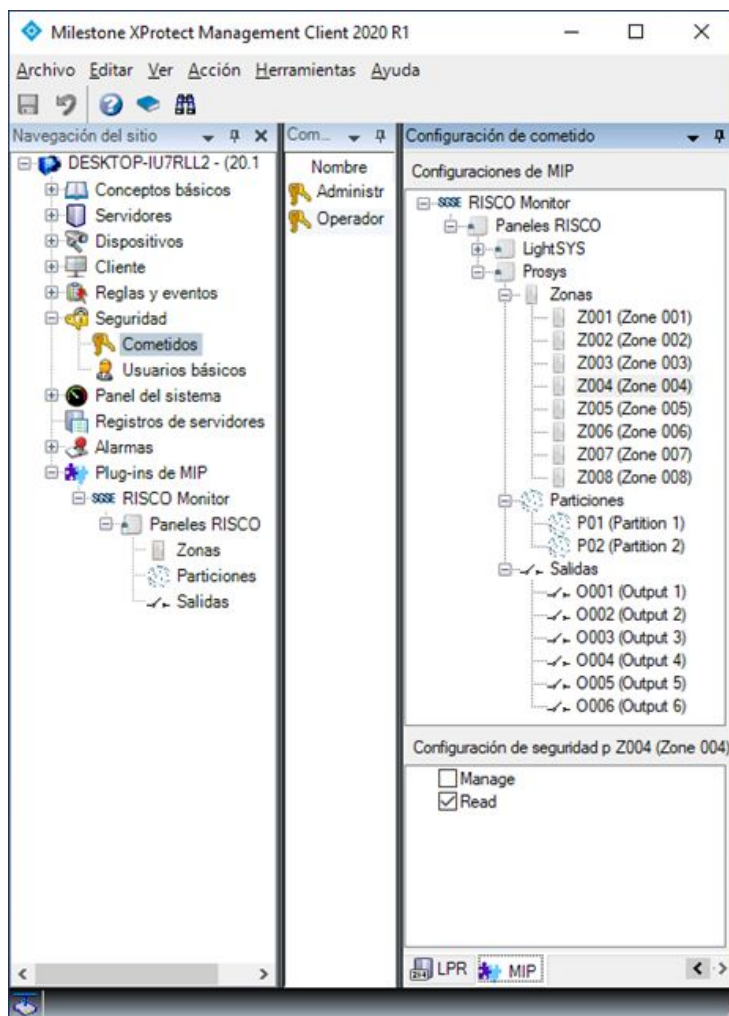 Milestone XProtect Management Client 2020 R1
Archivo Editar Ver Acción Herramientas Ayuda
Navegación del sitio
DESKTOP-IU7RLL2 - (20.1
Conceptos básicos
Servidores
Dispositivos
Cliente
Reglas y eventos
Seguridad
Cometidos
Usuarios básicos
Panel del sistema
Registros de servidores
Alarmas
Plug-ins de MIP
SGSE RISCO Monitor
Paneles RISCO
Zonas
Particiones
Salidas
Com...
Nombre
Administr
Operador
Configuración de cometido
Configuraciones de MIP
SGSE RISCO Monitor
Paneles RISCO
LightSYS
Prosys
Zonas
Z001 (Zone 001)
Z002 (Zone 002)
Z003 (Zone 003)
Z004 (Zone 004)
Z005 (Zone 005)
Z006 (Zone 006)
Z007 (Zone 007)
Z008 (Zone 008)
Particiones
P01 (Partition 1)
P02 (Partition 2)
Salidas
O001 (Output 1)
O002 (Output 2)
O003 (Output 3)
O004 (Output 4)
O005 (Output 5)
O006 (Output 6)
Configuración de seguridad p Z004 (Zone 004)
Manage
Read
LPR MIP